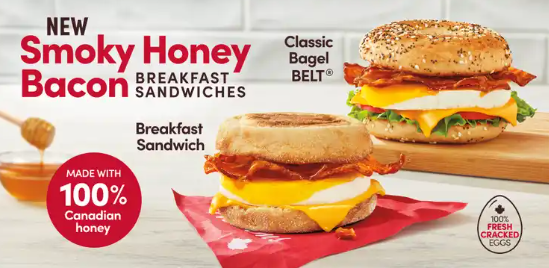 NEW
Smoky Honey
Bacon BREAKFAST
SANDWICHES
Classic
Bagel
BELT®
Breakfast
Sandwich
MADE WITH
100%
Canadian
honey
100%
FRESH
CRACKED
EGGS